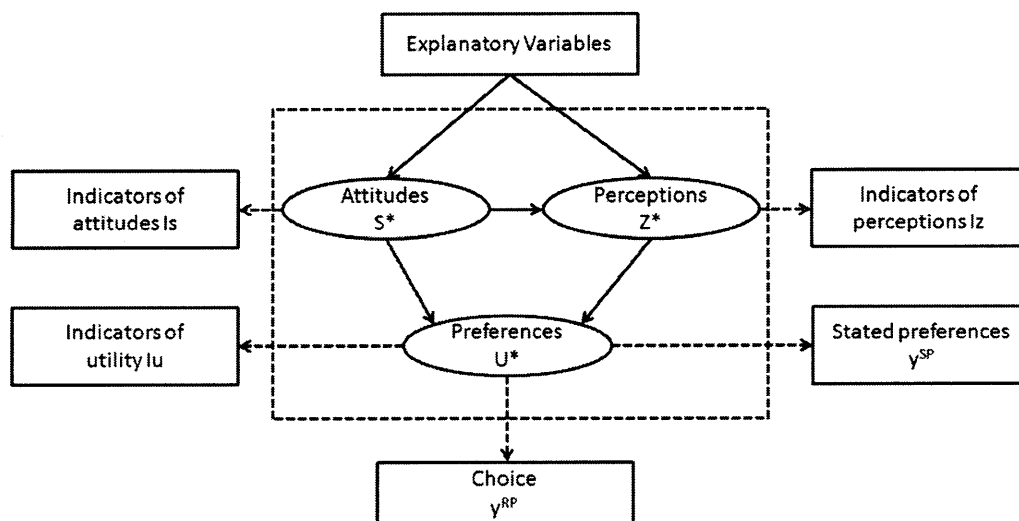 Explanatory Variables
Attitudes
S*
Perceptions
Z*
Indicators of
attitudes Is
Indicators of
perceptions Iz
Preferences
U*
Indicators of
utility Iu
Stated preferences
y^SP
Choice
y^RP